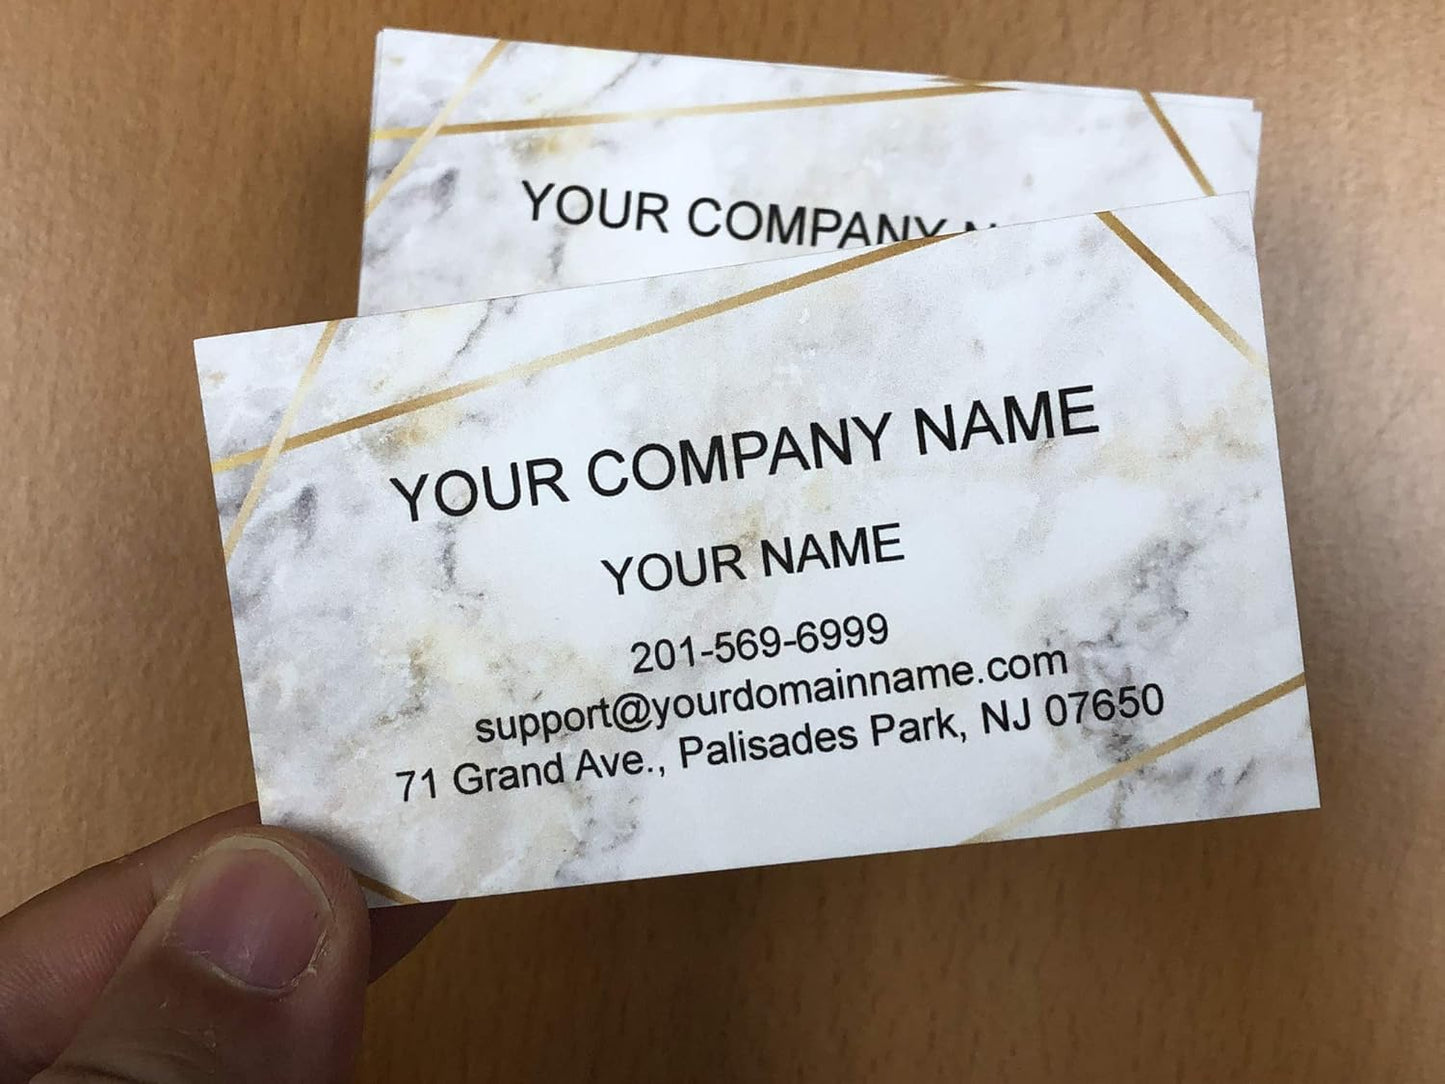 YOUR COMPANY
YOUR COMPANY NAME
YOUR NAME
201-569-6999
support@yourdomainname.com
71 Grand Ave., Palisades Park, NJ 07650